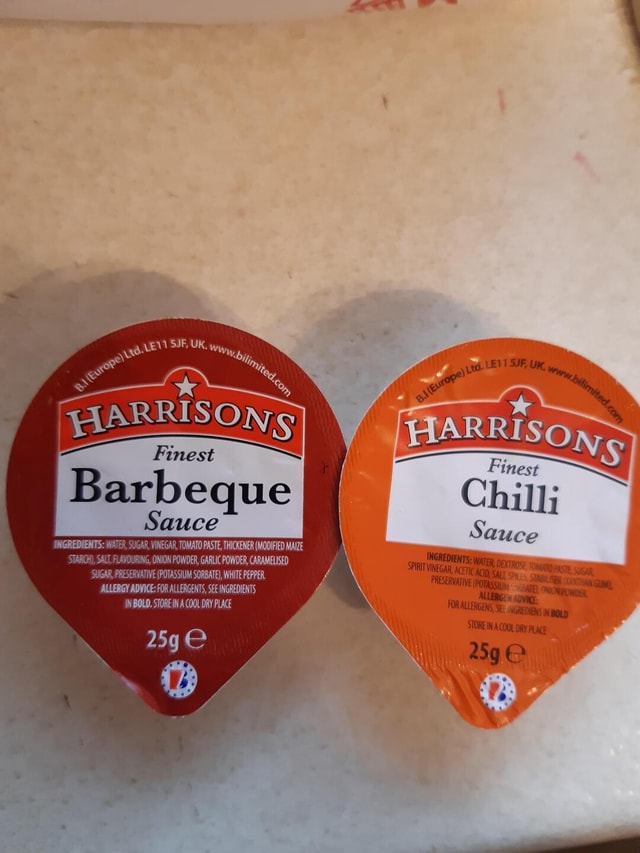 B.I (Europe) Ltd. LE11 5JF, UK. www.bilimited.com
HARRISONS
Finest
Barbeque
Sauce
INGREDIENTS: WATER, SUGAR, VINEGAR, TOMATO PASTE, THICKENER (MODIFIED MAIZE
STARCH), SALT, FLAVOURING, ONION POWDER, GARLIC POWDER, CARAMELISED
SUGAR, PRESERVATIVE (POTASSIUM SORBATE), WHITE PEPPER.
ALLERGY ADVICE: FOR ALLERGENTS, SEE INGREDIENTS
IN BOLD. STORE IN A COOL DRY PLACE
25g ℮
B.I (Europe) Ltd. LE11 5JF, UK. www.bilimited.com
HARRISONS
Finest
Chilli
Sauce
INGREDIENTS: WATER, DEXTROSE, TOMATO PASTE, SUGAR,
SPIRIT VINEGAR, ACETIC ACID, SALT, SPICES, STABILISER (XANTHAN GUM),
PRESERVATIVE (POTASSIUM SORBATE), ONION POWDER.
ALLERGEN ADVICE:
FOR ALLERGENS, SEE INGREDIENTS IN BOLD
STORE IN A COOL DRY PLACE
25g ℮